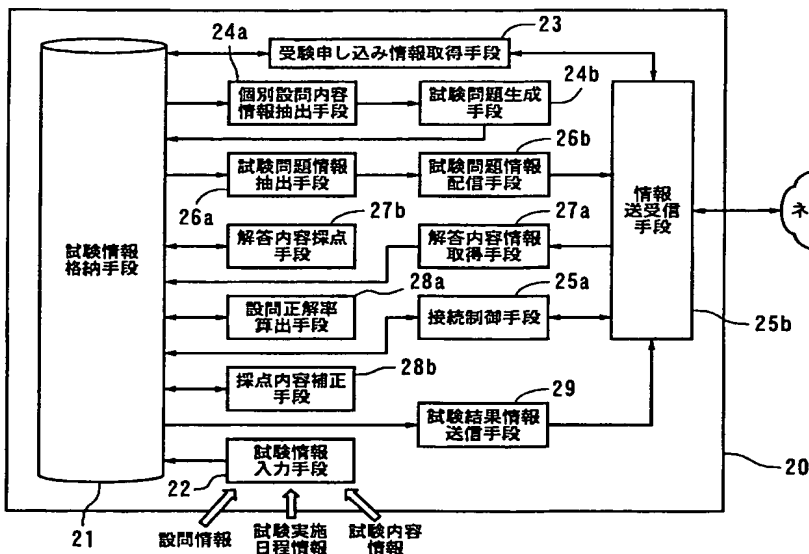 23
24a
受験申し込み情報取得手段
24b
個別設問内容
情報抽出手段
試験問題生成
手段
26b
試験問題情報
抽出手段
試験問題情報
配信手段
26a
27b
27a
情報
送受信
手段
ネ
試験情報
格納手段
解答内容採点
手段
解答内容情報
取得手段
28a
25a
設問正解率
算出手段
接続制御手段
25b
28b
採点内容補正
手段
29
試験結果情報
送信手段
試験情報
入力手段
20
22
21
設問情報
試験実施
日程情報
試験内容
情報